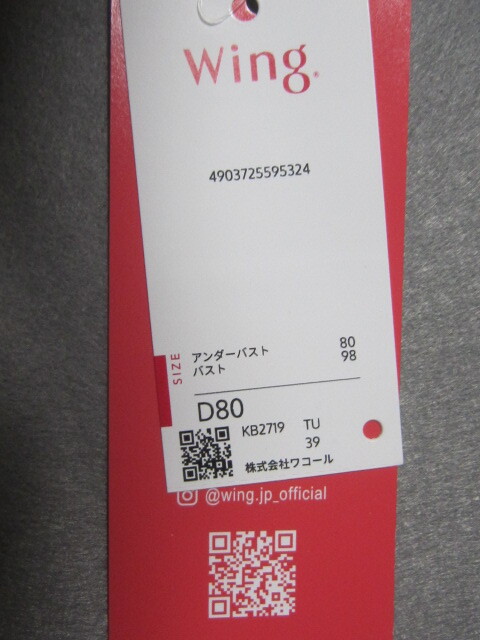 Wing.
4903725595324
SIZE
アンダーバスト 80
バスト 98
D80
KB2719 TU
39
株式会社ワコール
@wing.jp_official